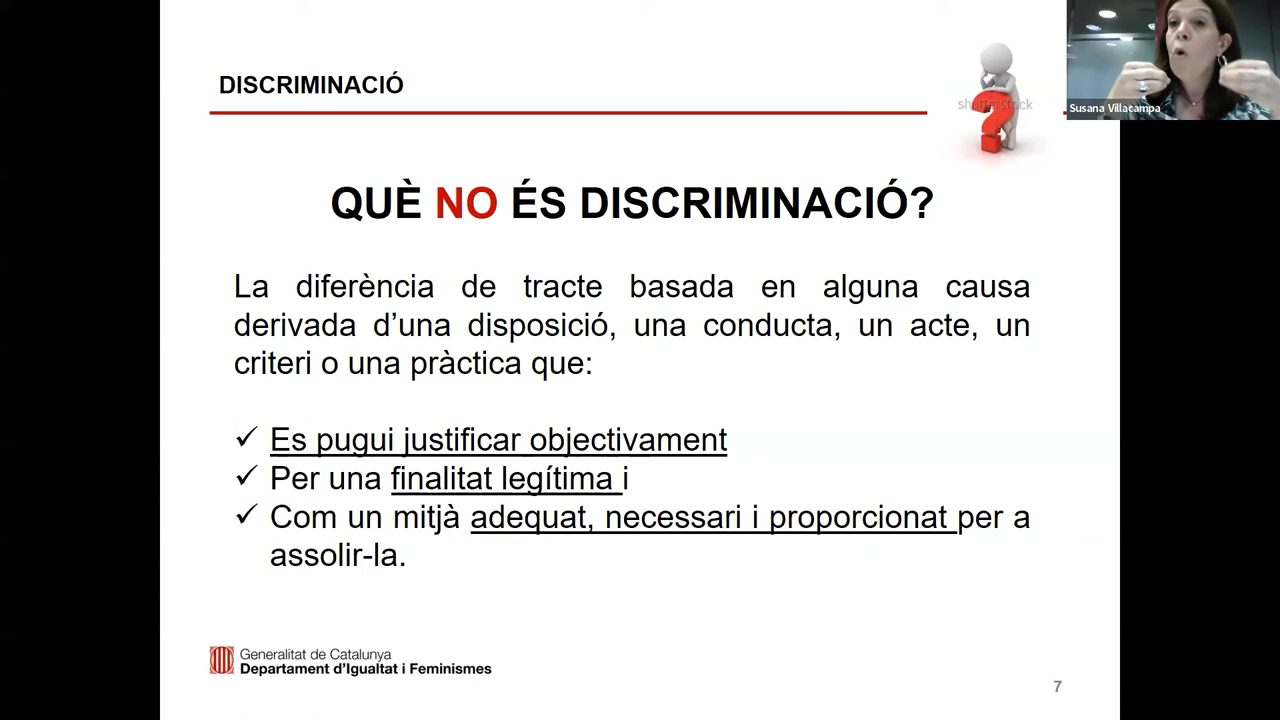 DISCRIMINACIÓ
shutterstock
Susana Villacampa
QUÈ NO ÉS DISCRIMINACIÓ?
La diferència de tracte basada en alguna causa
derivada d’una disposició, una conducta, un acte, un
criteri o una pràctica que:
✓ Es pugui justificar objectivament
✓ Per una finalitat legítima i
✓ Com un mitjà adequat, necessari i proporcionat per a
assolir-la.
Generalitat de Catalunya
Departament d’Igualtat i Feminismes
7